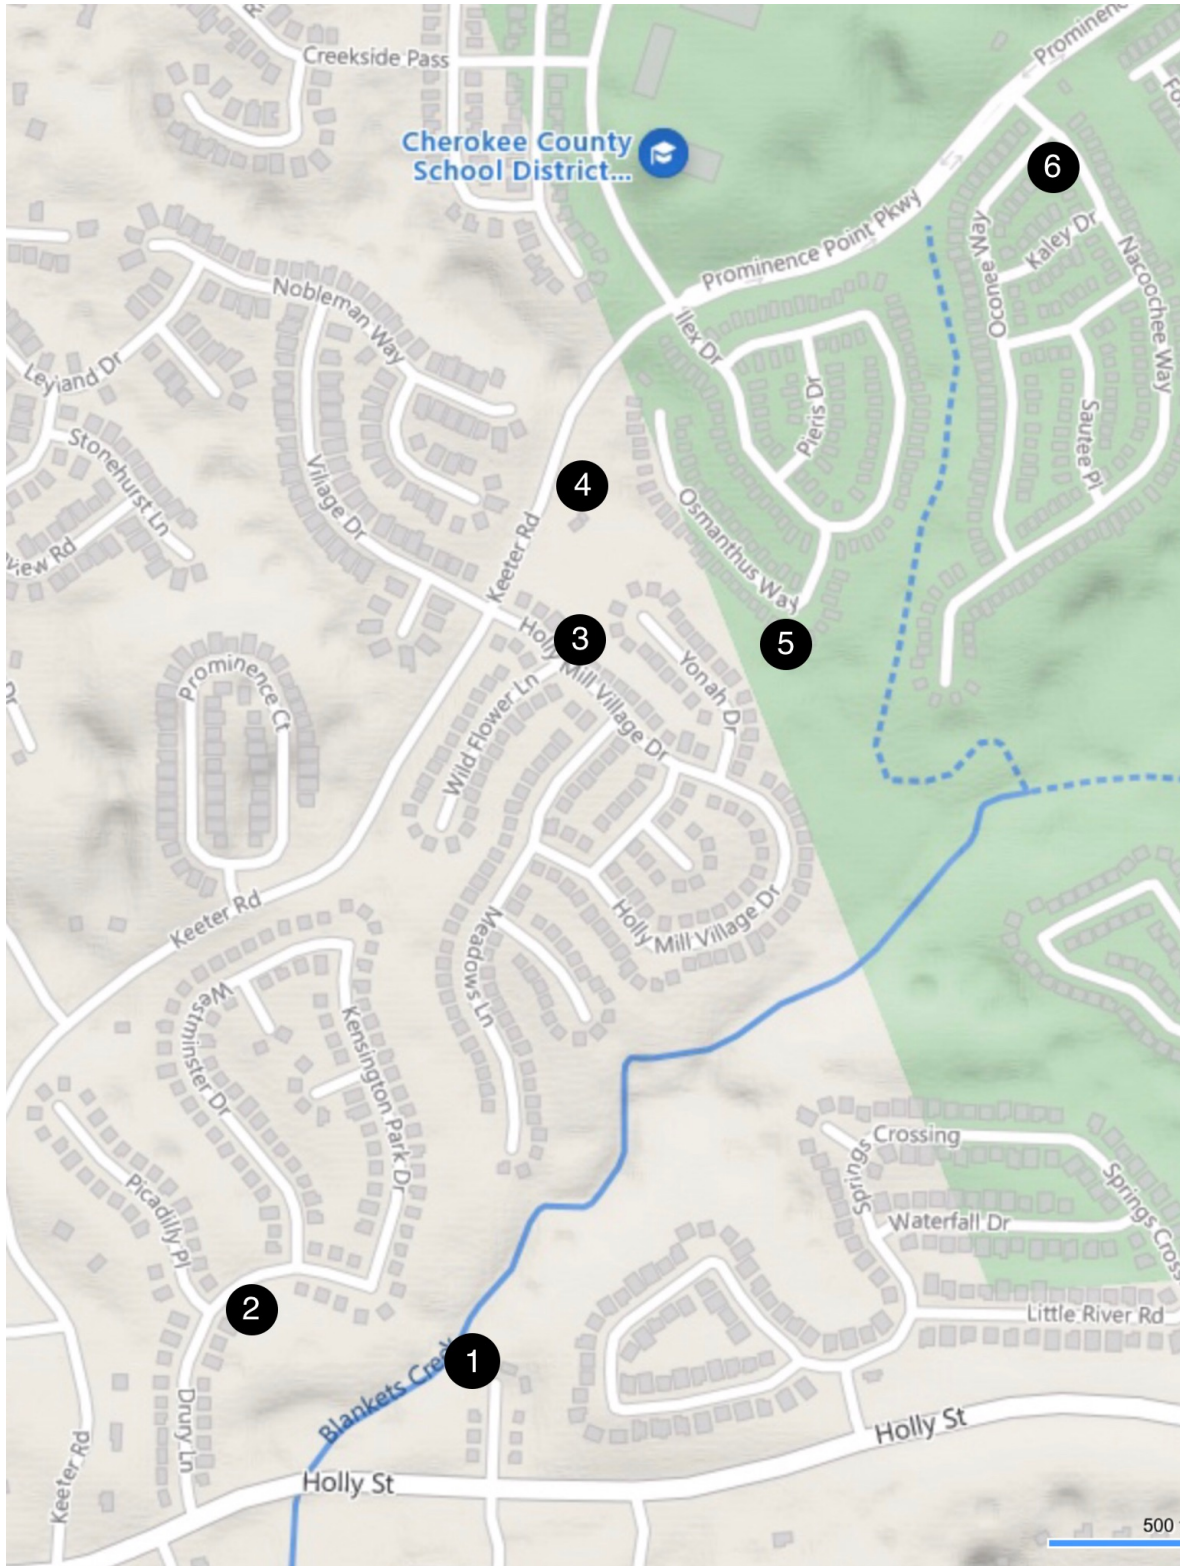 Creekside Pass
Prominenc
Cherokee County
School District...
6
Prominence Point Pkwy
Kaley Dr
Oconee Way
Nacoochee Way
Nobleman Way
Ilex Dr
Leyland Dr
Pieris Dr
Sautee Pl
Stonehurst Ln
Village Dr
4
Osmanthus Way
view Rd
Keeter Rd
3
5
Holly Mill Village Dr
Yonah Dr
Prominence Ct
Dr
Wild Flower Ln
Keeter Rd
Holly Mill Village Dr
Meadows Ln
Westminster Dr
Kensington Park Dr
Springs Crossing
Springs Cross
Picadilly Pl
Waterfall Dr
2
Little River Rd
1
Blankets Creek
Drury Ln
Holly St
Keeter Rd
Holly St
500